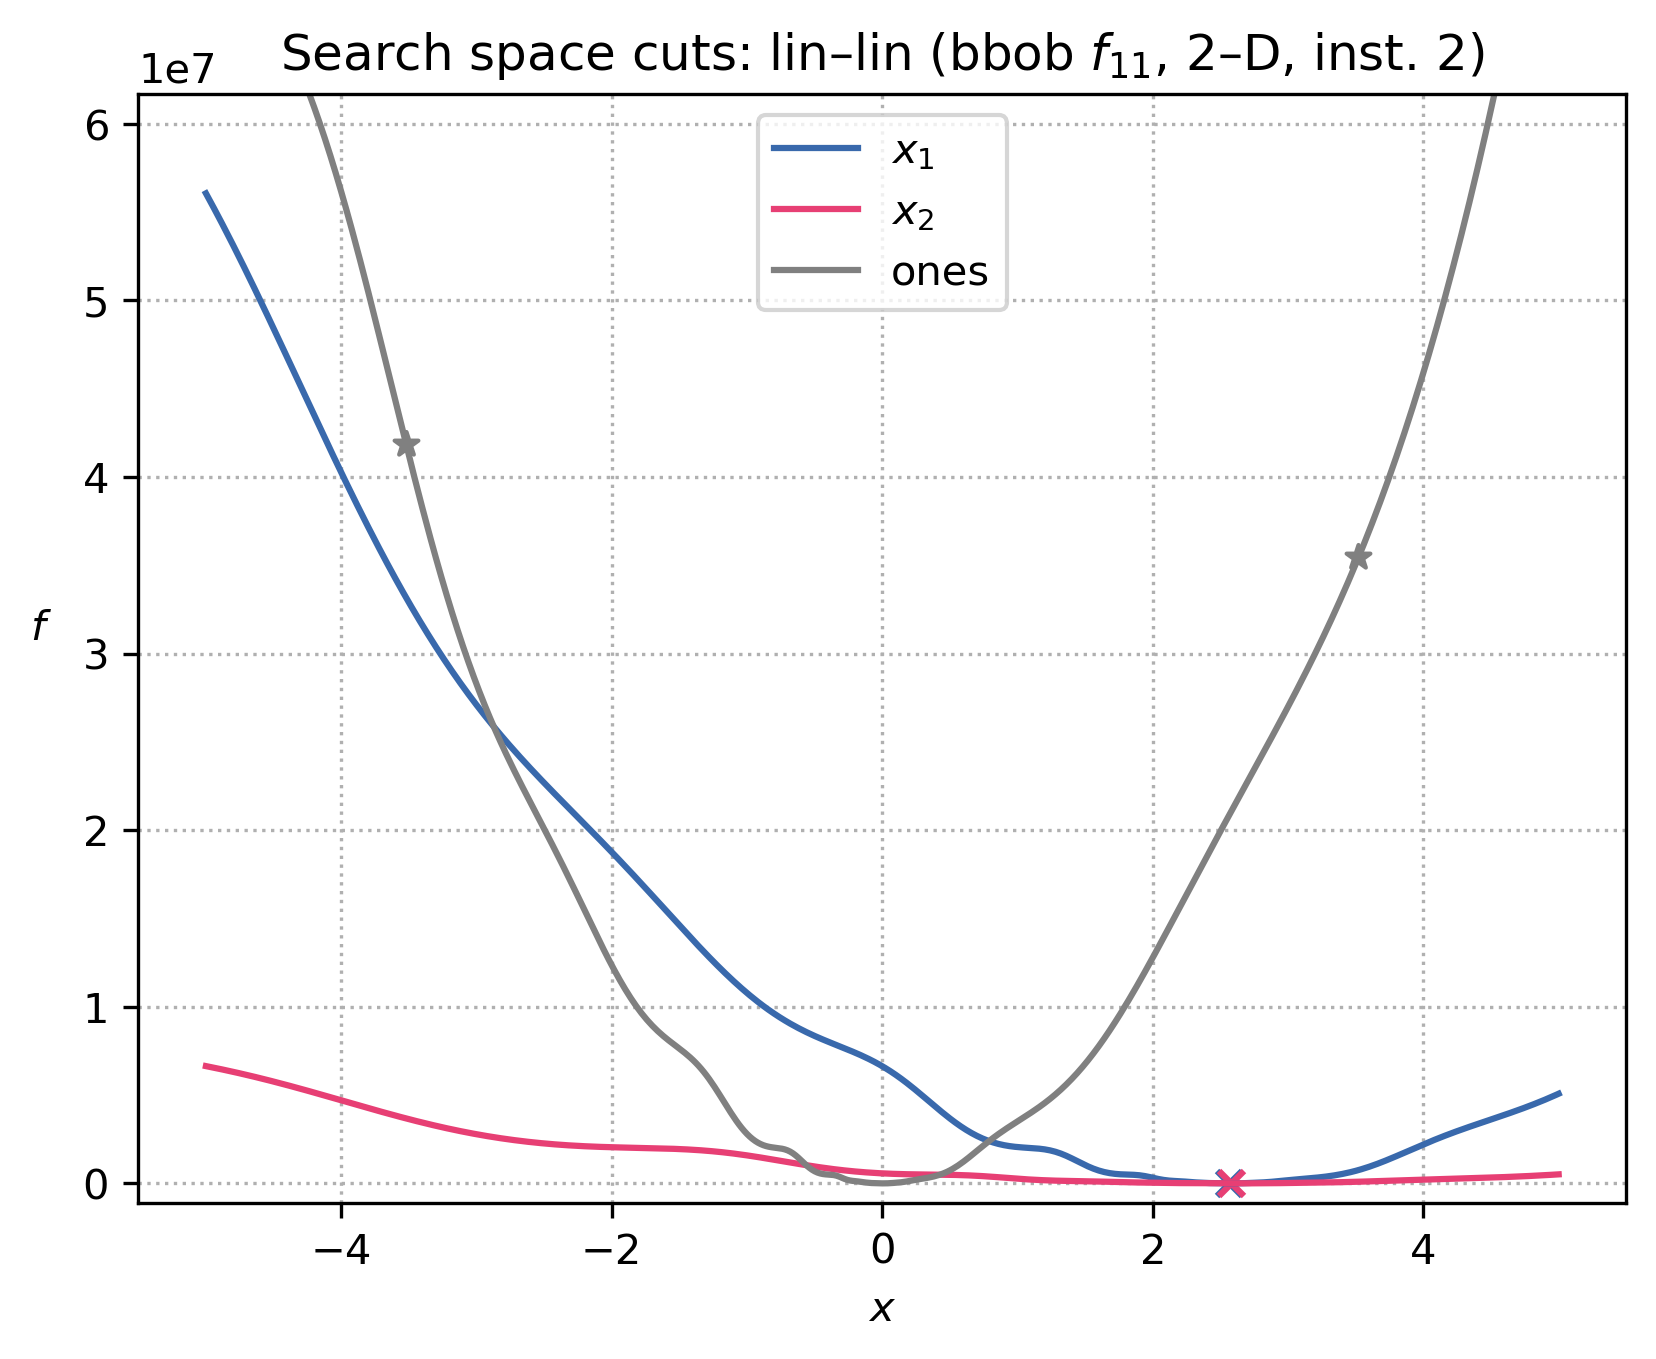 Search space cuts: lin–lin (bbob f₁₁, 2–D, inst. 2)
1e7
6
5
4
3
2
1
0
f
x₁
x₂
ones
−4
−2
0
2
4
x